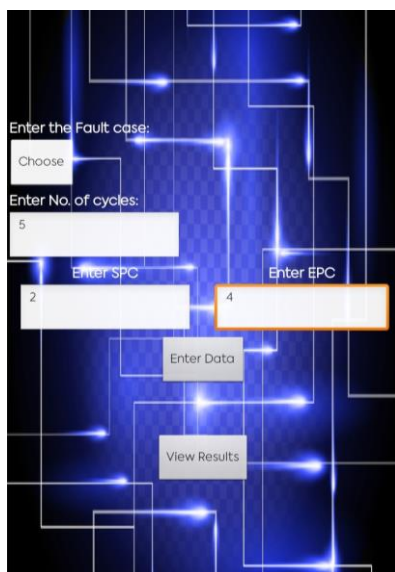 Enter the Fault case:
Choose
Enter No. of cycles:
5
Enter SPC
Enter EPC
2
4
Enter Data
View Results